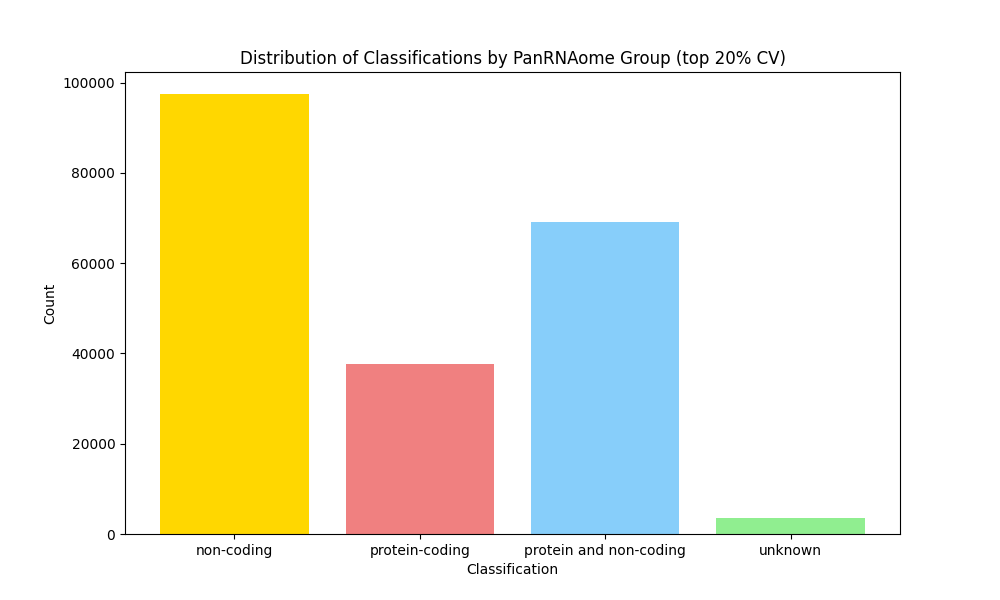 Distribution of Classifications by PanRNAome Group (top 20% CV)
100000
80000
60000
40000
20000
0
Count
non-coding
protein-coding
protein and non-coding
unknown
Classification